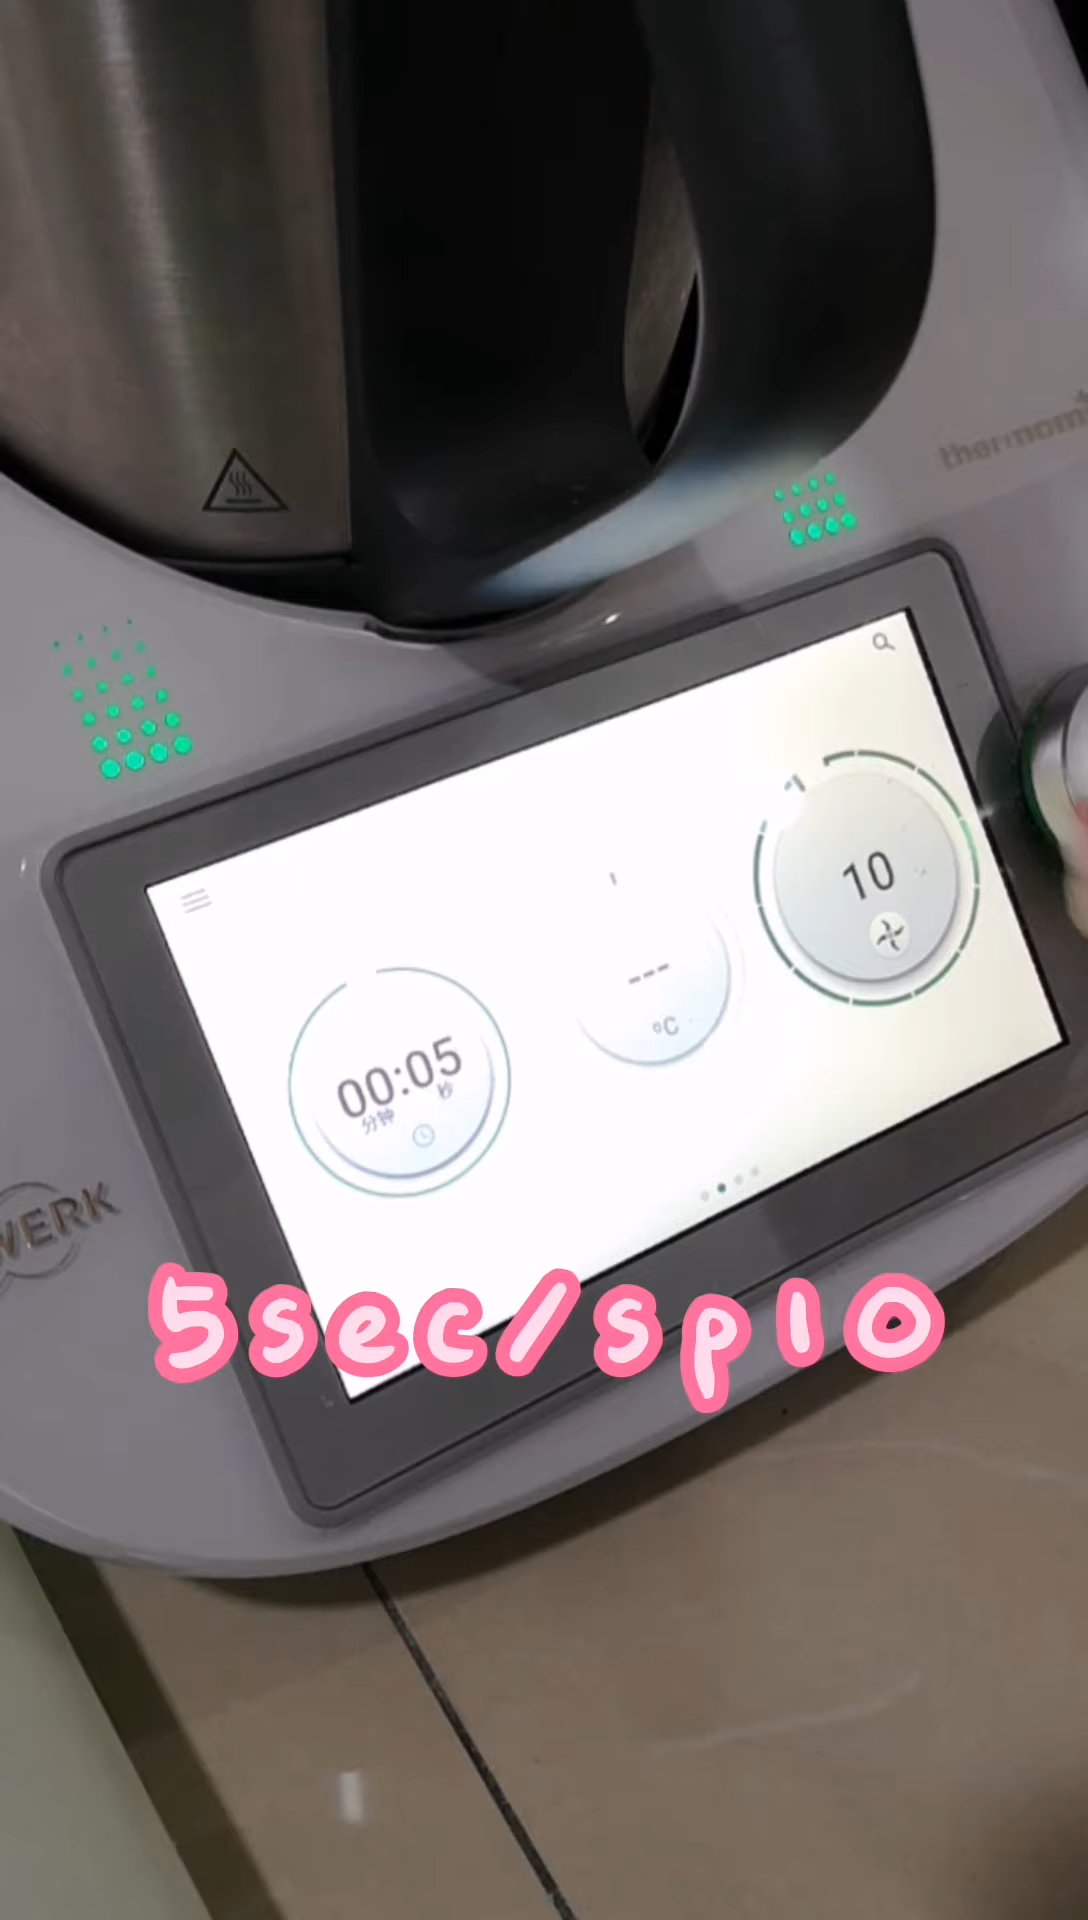 thermom
00:05
分钟 秒
---
°C
10
WERK
5sec/sp10